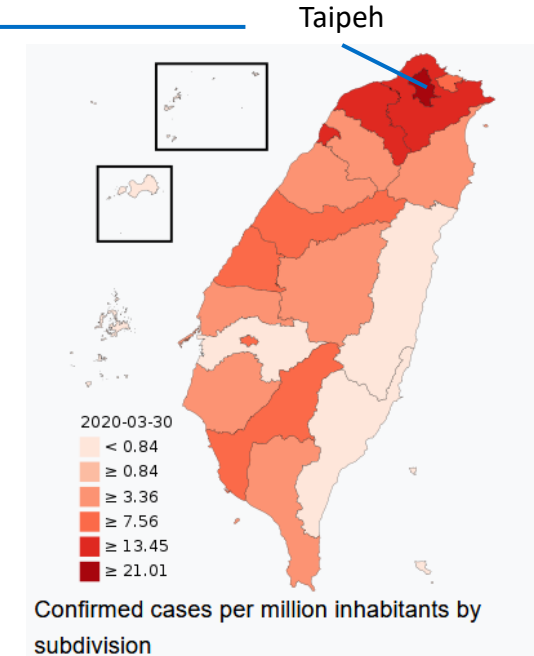 Taipeh
2020-03-30
< 0.84
≥ 0.84
≥ 3.36
≥ 7.56
≥ 13.45
≥ 21.01
Confirmed cases per million inhabitants by
subdivision